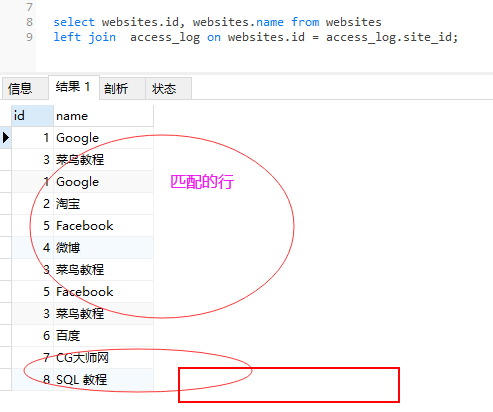 7
8 select websites.id, websites.name from websites
9 left join access_log on websites.id = access_log.site_id;
信息 结果 1 剖析 状态
id name
1 Google
3 菜鸟教程
1 Google
2 淘宝
5 Facebook
4 微博
3 菜鸟教程
5 Facebook
3 菜鸟教程
6 百度
7 CG大师网
8 SQL 教程
匹配的行